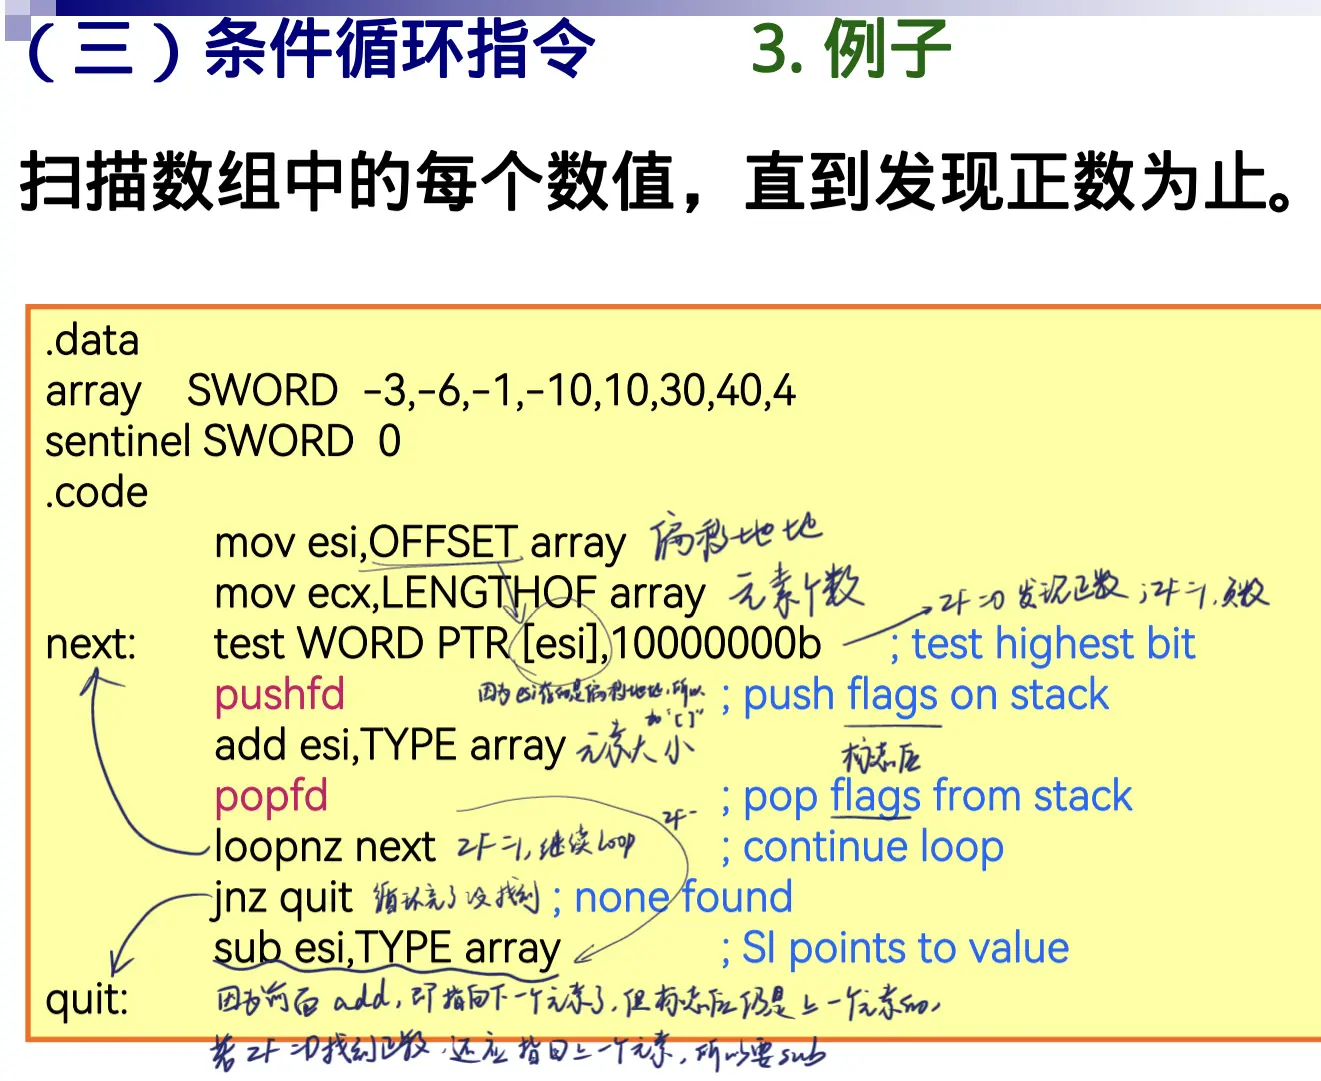 （三）条件循环指令 3. 例子
扫描数组中的每个数值，直到发现正数为止。
.data
array SWORD -3,-6,-1,-10,10,30,40,4
sentinel SWORD 0
.code
mov esi,OFFSET array 偏移地址
mov ecx,LENGTHOF array 元素个数
ZF=0 发现正数；ZF=1，负数
next: test WORD PTR [esi],10000000b ; test highest bit
pushfd 因为esi存的是偏移地址，所以 ; push flags on stack
加“[]”
add esi,TYPE array 元素大小 标志
popfd ; pop flags from stack
ZF
loopnz next ZF=1，继续loop ; continue loop
jnz quit 循环完了没找到 ; none found
sub esi,TYPE array ; SI points to value
quit: 因为前面add，即指向下一个元素了，但标志仍是上一个元素的，
若ZF=0找到正数，还应指回上一个元素，所以要sub